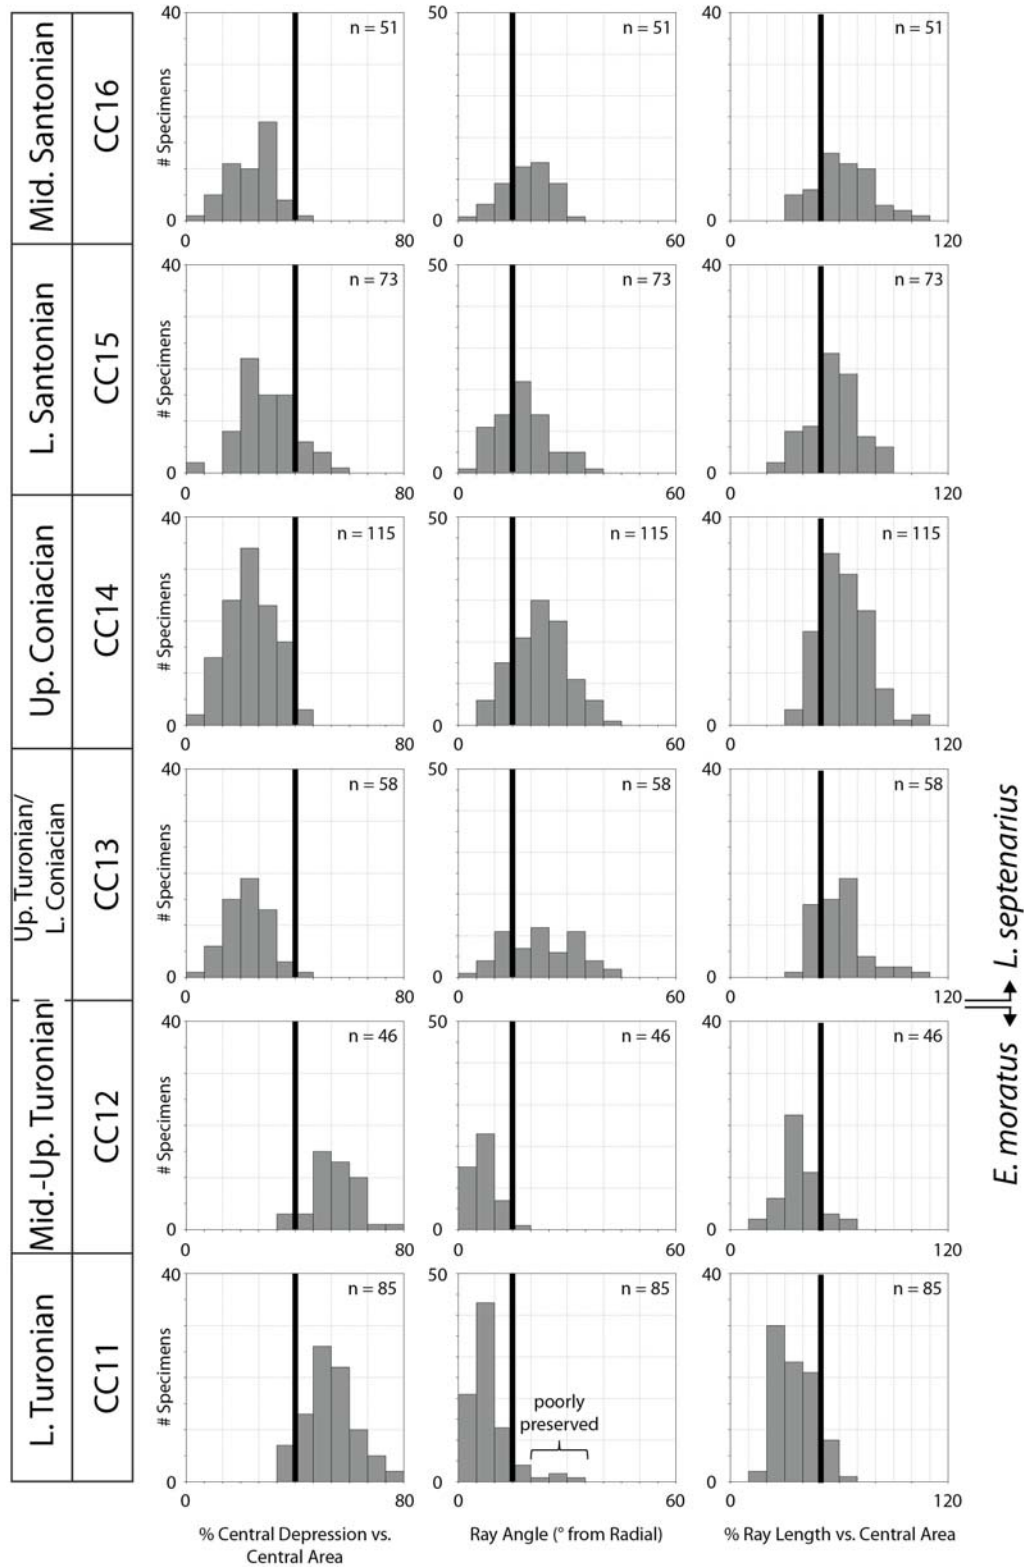 Mid. Santonian
CC16
# Specimens
40
0
0
80
n = 51
50
0
0
60
n = 51
40
0
0
120
n = 51
L. Santonian
CC15
# Specimens
40
0
0
80
n = 73
50
0
0
60
n = 73
40
0
0
120
n = 73
Up. Coniacian
CC14
# Specimens
40
0
0
80
n = 115
50
0
0
60
n = 115
40
0
0
120
n = 115
Up. Turonian/
L. Coniacian
CC13
# Specimens
40
0
0
80
n = 58
50
0
0
60
n = 58
40
0
0
120
n = 58
L. septenarius
E. moratus
Mid.-Up. Turonian
CC12
# Specimens
40
0
0
80
n = 46
50
0
0
60
n = 46
40
0
0
120
n = 46
L. Turonian
CC11
# Specimens
40
0
0
80
n = 85
50
0
0
60
n = 85
poorly
preserved
40
0
0
120
n = 85
% Central Depression vs.
Central Area
Ray Angle (° from Radial)
% Ray Length vs. Central Area